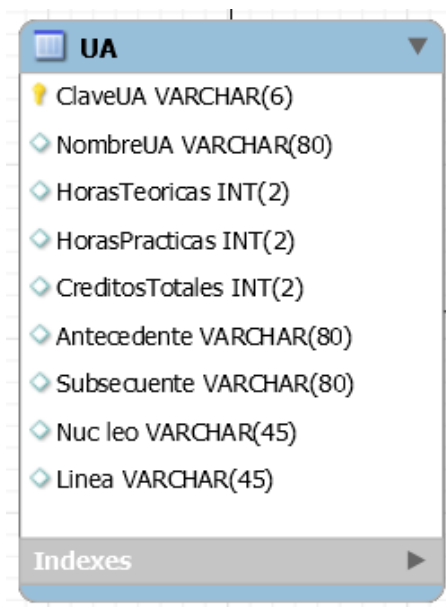 UA
ClaveUA VARCHAR(6)
NombreUA VARCHAR(80)
HorasTeoricas INT(2)
HorasPracticas INT(2)
CreditosTotales INT(2)
Antecedente VARCHAR(80)
Subsecuente VARCHAR(80)
Nuc leo VARCHAR(45)
Linea VARCHAR(45)
Indexes